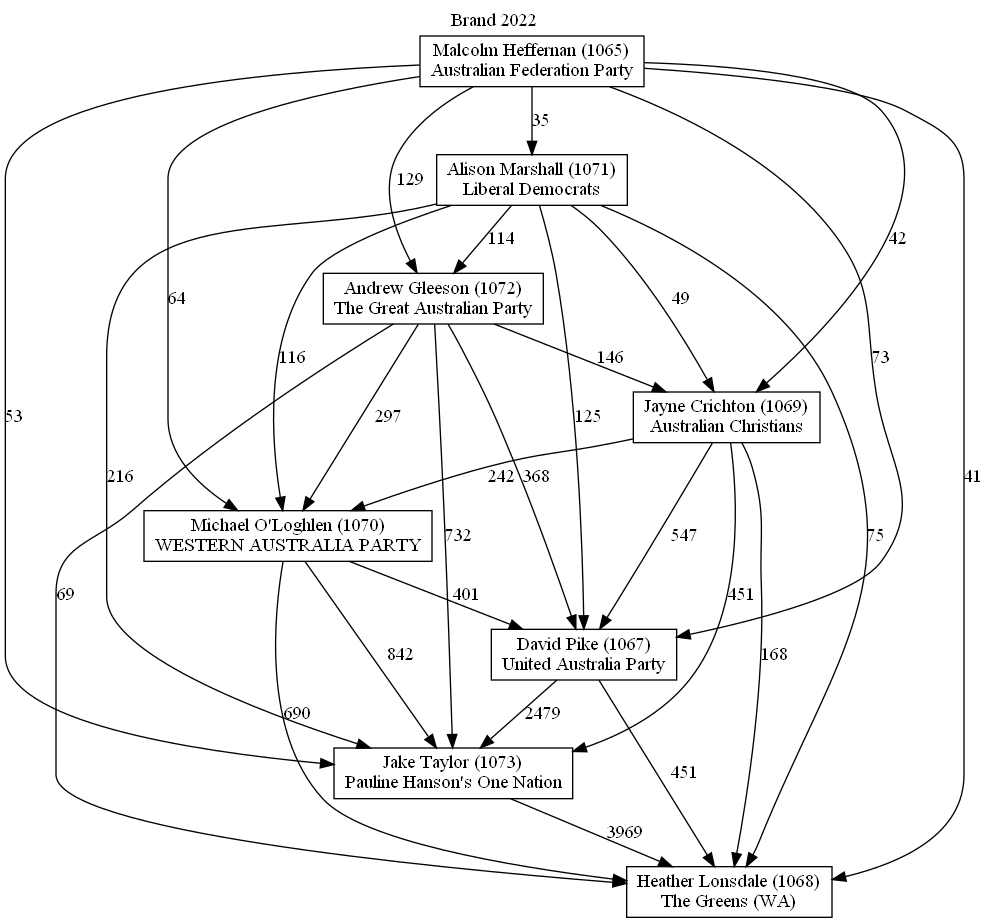 Brand 2022
Malcolm Heffernan (1065)
Australian Federation Party
35
129
Alison Marshall (1071)
Liberal Democrats
114
42
Andrew Gleeson (1072)
The Great Australian Party
64
49
116
146
73
Jayne Crichton (1069)
Australian Christians
53
297
125
216
242
368
41
Michael O'Loghlen (1070)
WESTERN AUSTRALIA PARTY
732
547
75
69
401
451
David Pike (1067)
United Australia Party
842
168
690
2479
Jake Taylor (1073)
Pauline Hanson's One Nation
451
3969
Heather Lonsdale (1068)
The Greens (WA)